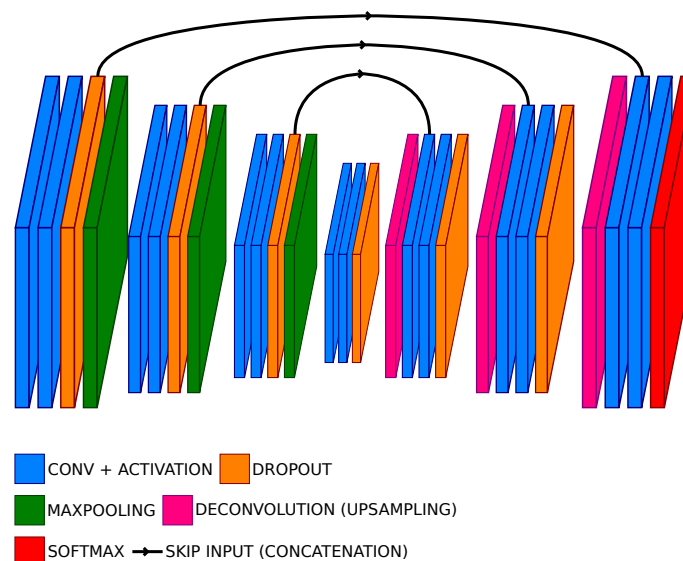 CONV + ACTIVATION DROPOUT
MAXPOOLING DECONVOLUTION (UPSAMPLING)
SOFTMAX SKIP INPUT (CONCATENATION)